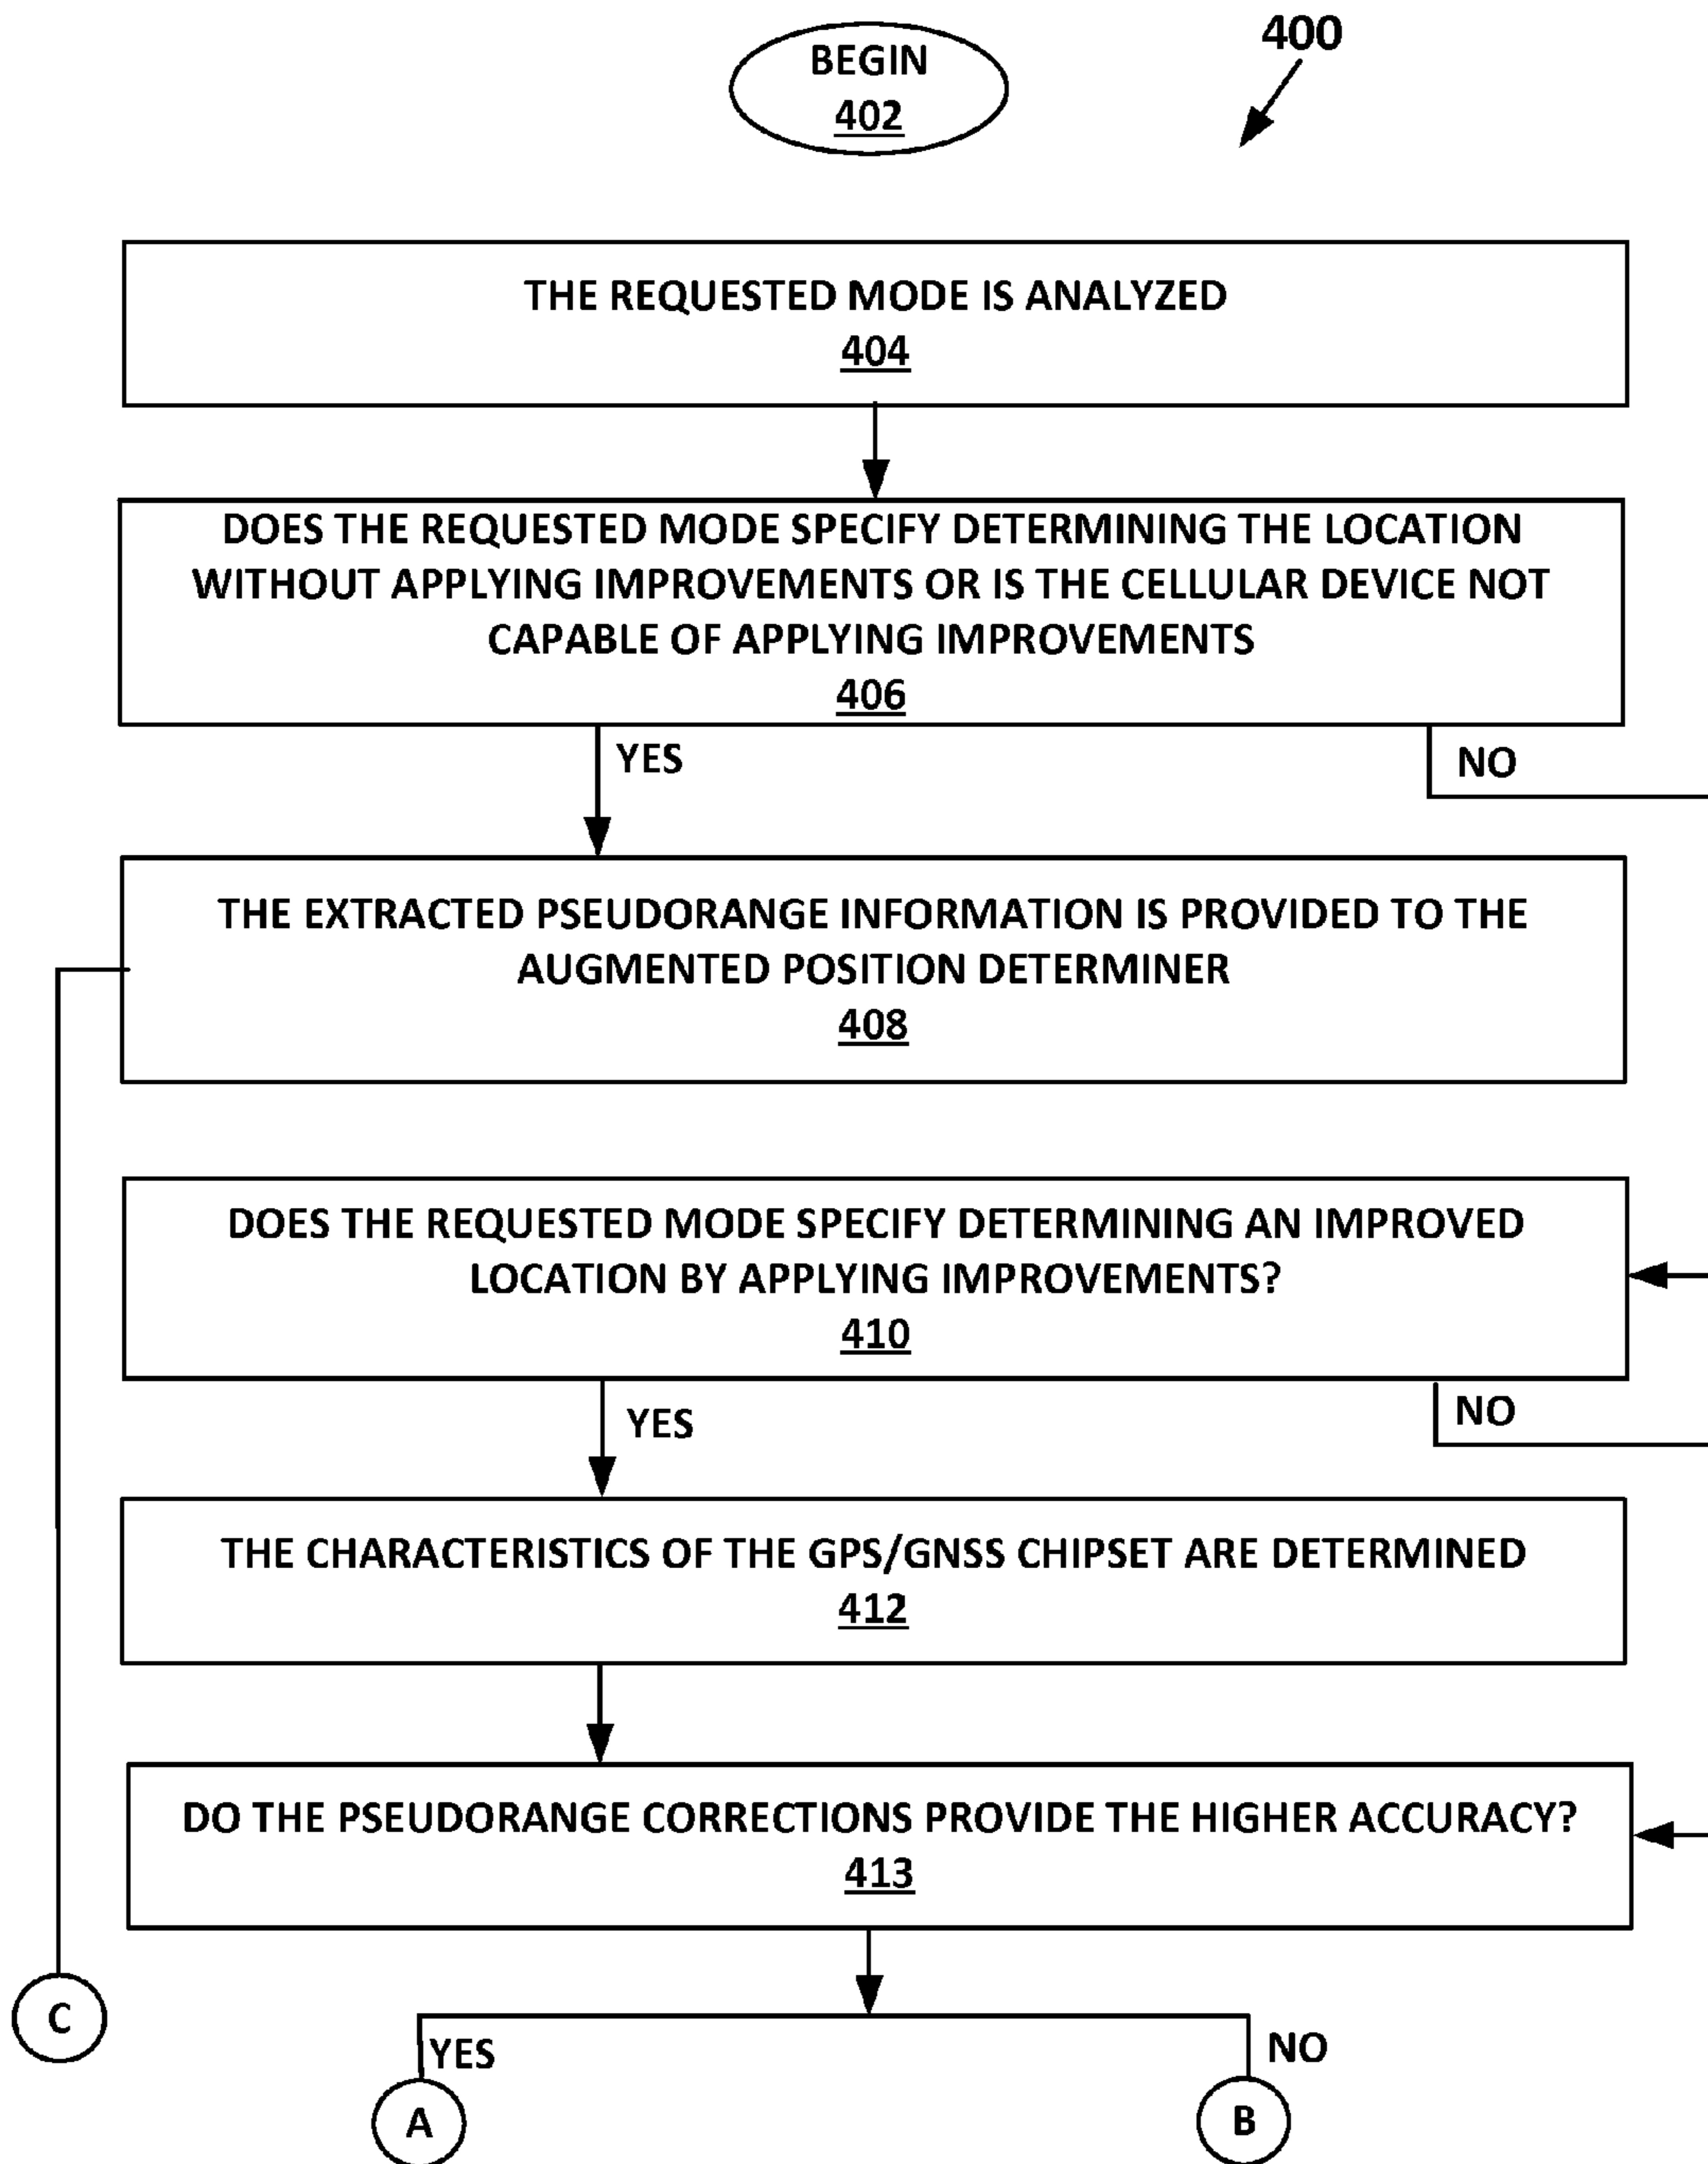 400
BEGIN
402
THE REQUESTED MODE IS ANALYZED
404
DOES THE REQUESTED MODE SPECIFY DETERMINING THE LOCATION
WITHOUT APPLYING IMPROVEMENTS OR IS THE CELLULAR DEVICE NOT
CAPABLE OF APPLYING IMPROVEMENTS
406
YES
NO
THE EXTRACTED PSEUDORANGE INFORMATION IS PROVIDED TO THE
AUGMENTED POSITION DETERMINER
408
DOES THE REQUESTED MODE SPECIFY DETERMINING AN IMPROVED
LOCATION BY APPLYING IMPROVEMENTS?
410
YES
NO
THE CHARACTERISTICS OF THE GPS/GNSS CHIPSET ARE DETERMINED
412
DO THE PSEUDORANGE CORRECTIONS PROVIDE THE HIGHER ACCURACY?
413
C
YES
NO
A
B